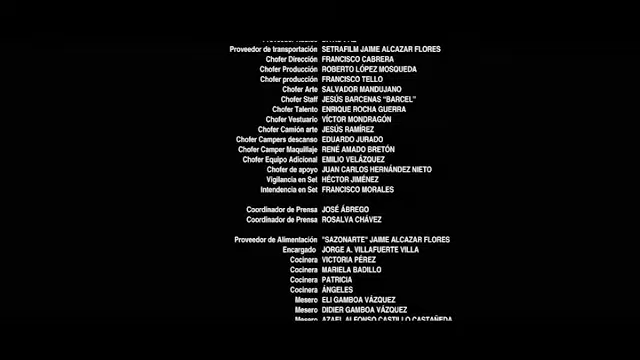 Proveedor de transportación SETRAFILM JAIME ALCAZAR FLORES
Chofer Dirección FRANCISCO CABRERA
Chofer Producción ROBERTO LÓPEZ MOSQUEDA
Chofer producción FRANCISCO TELLO
Chofer Arte SALVADOR MANDUJANO
Chofer Staff JESÚS BARCENAS “BARCEL”
Chofer Talento ENRIQUE ROCHA GUERRA
Chofer Vestuario VÍCTOR MONDRAGÓN
Chofer Camión arte JESÚS RAMÍREZ
Chofer Campers descanso EDUARDO JURADO
Chofer Camper Maquillaje RENÉ AMADO BRETÓN
Chofer Equipo Adicional EMILIO VELÁZQUEZ
Chofer de apoyo JUAN CARLOS HERNÁNDEZ NIETO
Vigilancia en Set HÉCTOR JIMÉNEZ
Intendencia en Set FRANCISCO MORALES
Coordinador de Prensa JOSÉ ÁBREGO
Coordinador de Prensa ROSALVA CHÁVEZ
Proveedor de Alimentación "SAZONARTE" JAIME ALCAZAR FLORES
Encargado JORGE A. VILLAFUERTE VILLA
Cocinera VICTORIA PÉREZ
Cocinera MARIELA BADILLO
Cocinera PATRICIA
Cocinera ÁNGELES
Mesero ELI GAMBOA VÁZQUEZ
Mesero DIDIER GAMBOA VÁZQUEZ
Mesero AZAEL ALFONSO CASTILLO CASTAÑEDA